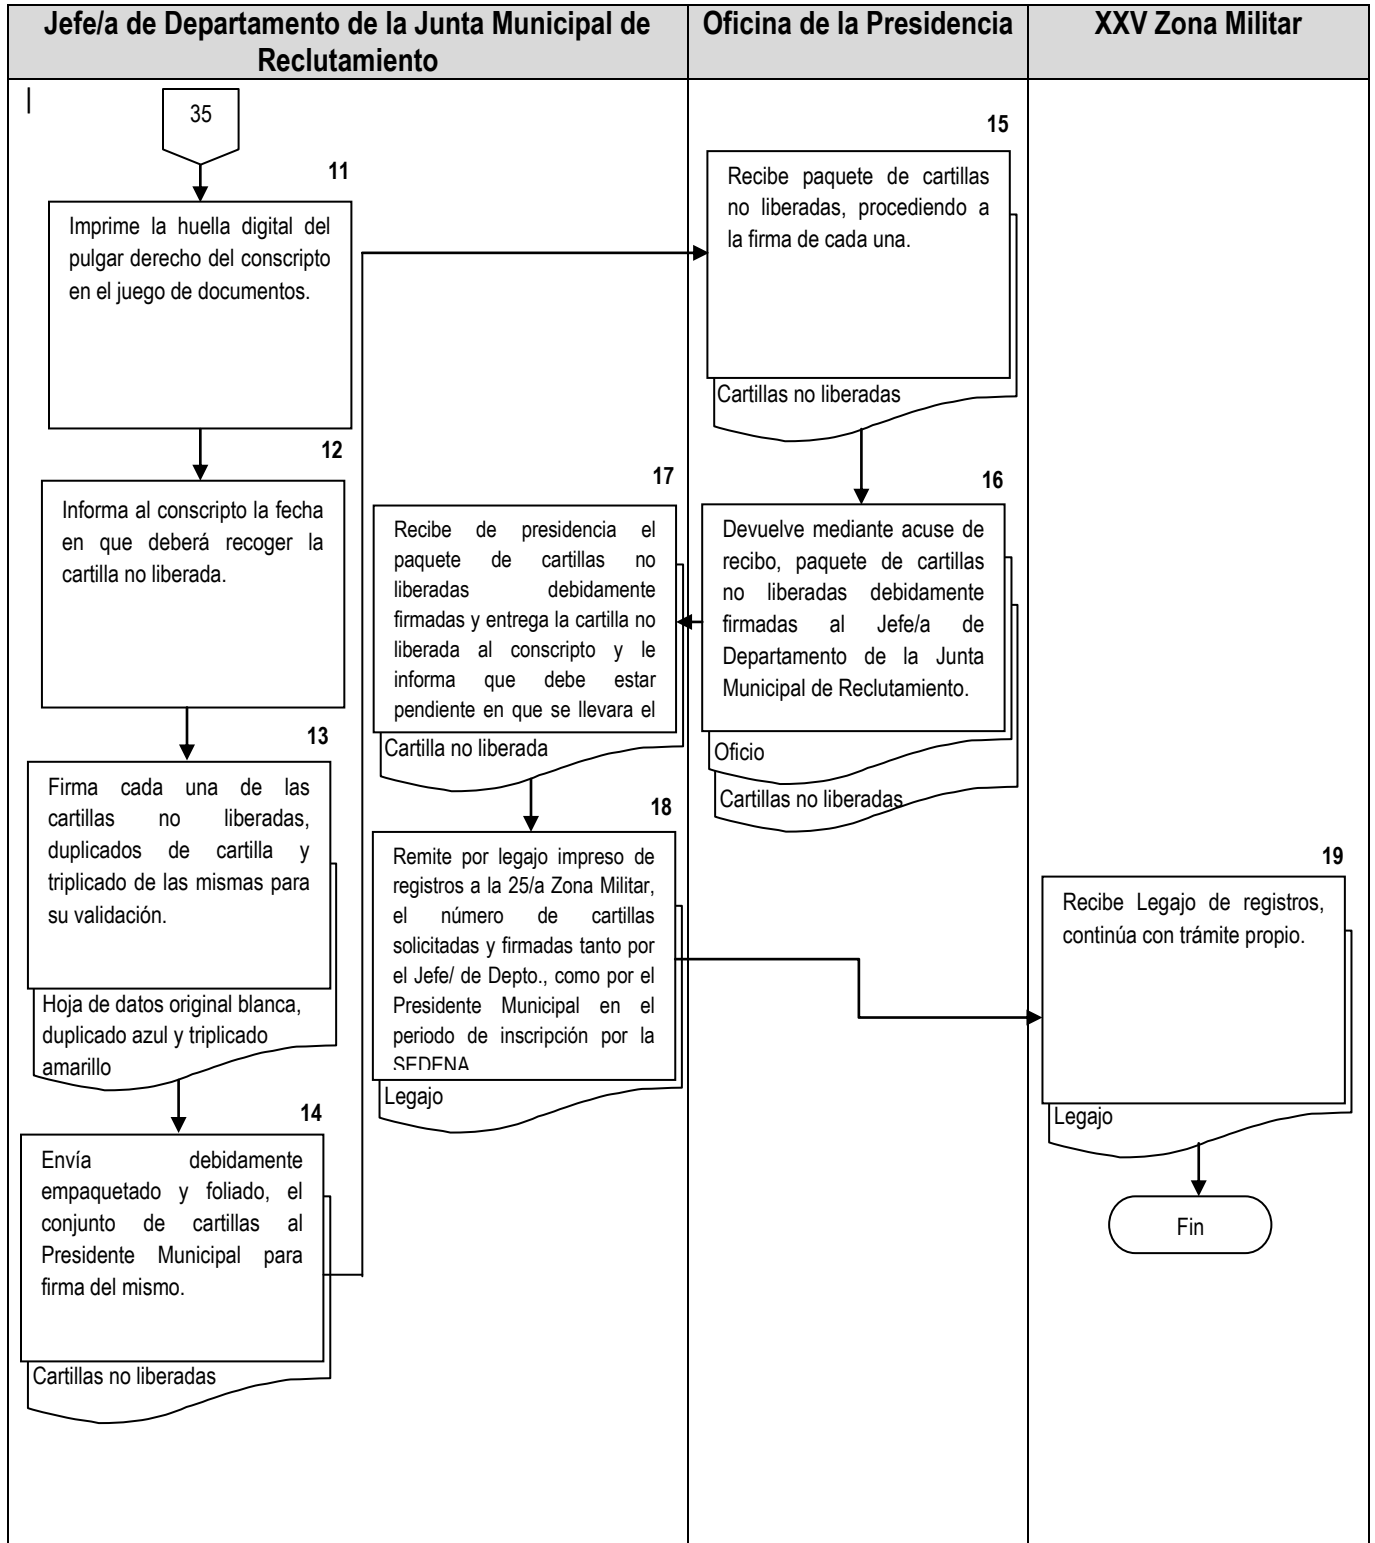 Jefe/a de Departamento de la Junta Municipal de
Reclutamiento
Oficina de la Presidencia
XXV Zona Militar
35
11
Imprime la huella digital del
pulgar derecho del conscripto
en el juego de documentos.
12
Informa al conscripto la fecha
en que deberá recoger la
cartilla no liberada.
13
Firma cada una de las
cartillas no liberadas,
duplicados de cartilla y
triplicado de las mismas para
su validación.
Hoja de datos original blanca,
duplicado azul y triplicado
amarillo
14
Envía debidamente
empaquetado y foliado, el
conjunto de cartillas al
Presidente Municipal para
firma del mismo.
Cartillas no liberadas
15
Recibe paquete de cartillas
no liberadas, procediendo a
la firma de cada una.
Cartillas no liberadas
16
Devuelve mediante acuse de
recibo, paquete de cartillas
no liberadas debidamente
firmadas al Jefe/a de
Departamento de la Junta
Municipal de Reclutamiento.
Oficio
Cartillas no liberadas
17
Recibe de presidencia el
paquete de cartillas no
liberadas debidamente
firmadas y entrega la cartilla no
liberada al conscripto y le
informa que debe estar
pendiente en que se llevara el
Cartilla no liberada
18
Remite por legajo impreso de
registros a la 25/a Zona Militar,
el número de cartillas
solicitadas y firmadas tanto por
el Jefe/ de Depto., como por el
Presidente Municipal en el
periodo de inscripción por la
SEDENA
Legajo
19
Recibe Legajo de registros,
continúa con trámite propio.
Legajo
Fin